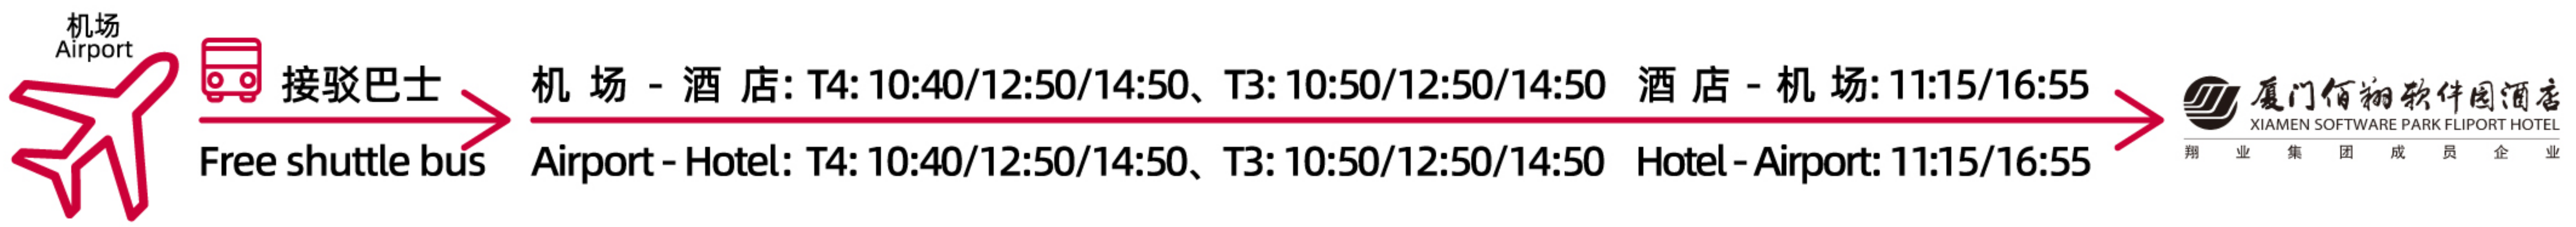 机场
Airport
接驳巴士
Free shuttle bus
机 场 - 酒 店: T4: 10:40/12:50/14:50、T3: 10:50/12:50/14:50 酒 店 - 机 场: 11:15/16:55
Airport - Hotel: T4: 10:40/12:50/14:50、T3: 10:50/12:50/14:50 Hotel - Airport: 11:15/16:55
厦门佰翔软件园酒店
XIAMEN SOFTWARE PARK FLIPORT HOTEL
翔 业 集 团 成 员 企 业